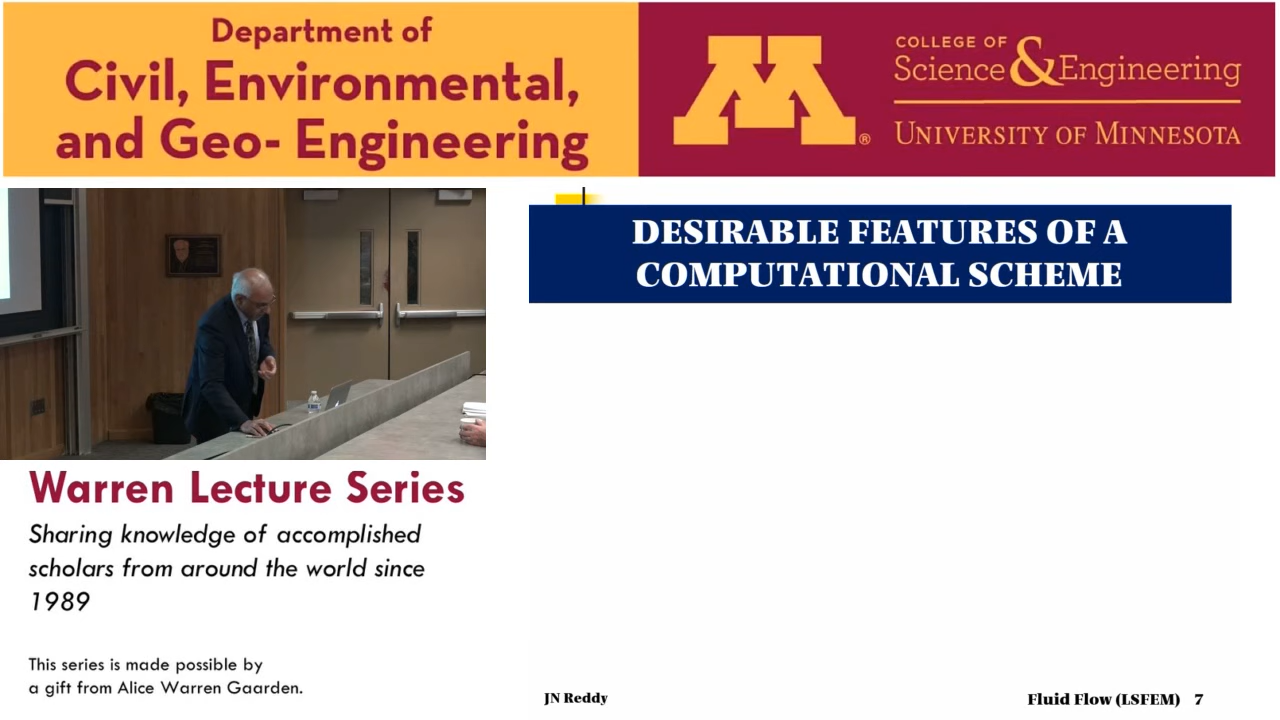 Department of
Civil, Environmental,
and Geo- Engineering
M
®
COLLEGE OF
Science & Engineering
UNIVERSITY OF MINNESOTA
DESIRABLE FEATURES OF A
COMPUTATIONAL SCHEME
Warren Lecture Series
Sharing knowledge of accomplished
scholars from around the world since
1989
This series is made possible by
a gift from Alice Warren Gaarden.
JN Reddy
Fluid Flow (LSFEM) 7